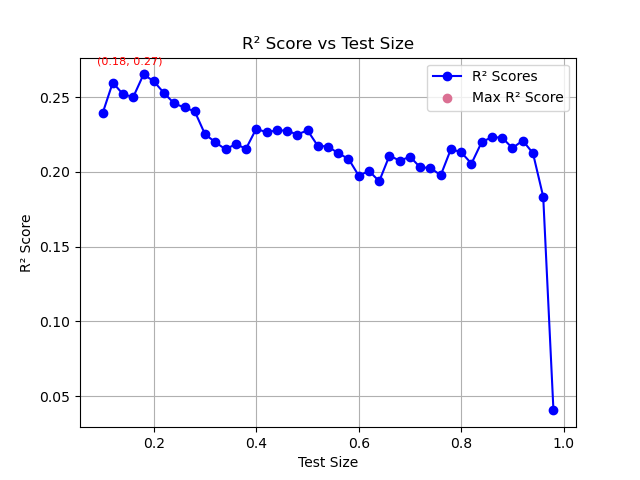 R² Score vs Test Size
(0.18, 0.27)
R² Scores
Max R² Score
0.25
0.20
0.15
0.10
0.05
R² Score
0.2 0.4 0.6 0.8 1.0
Test Size